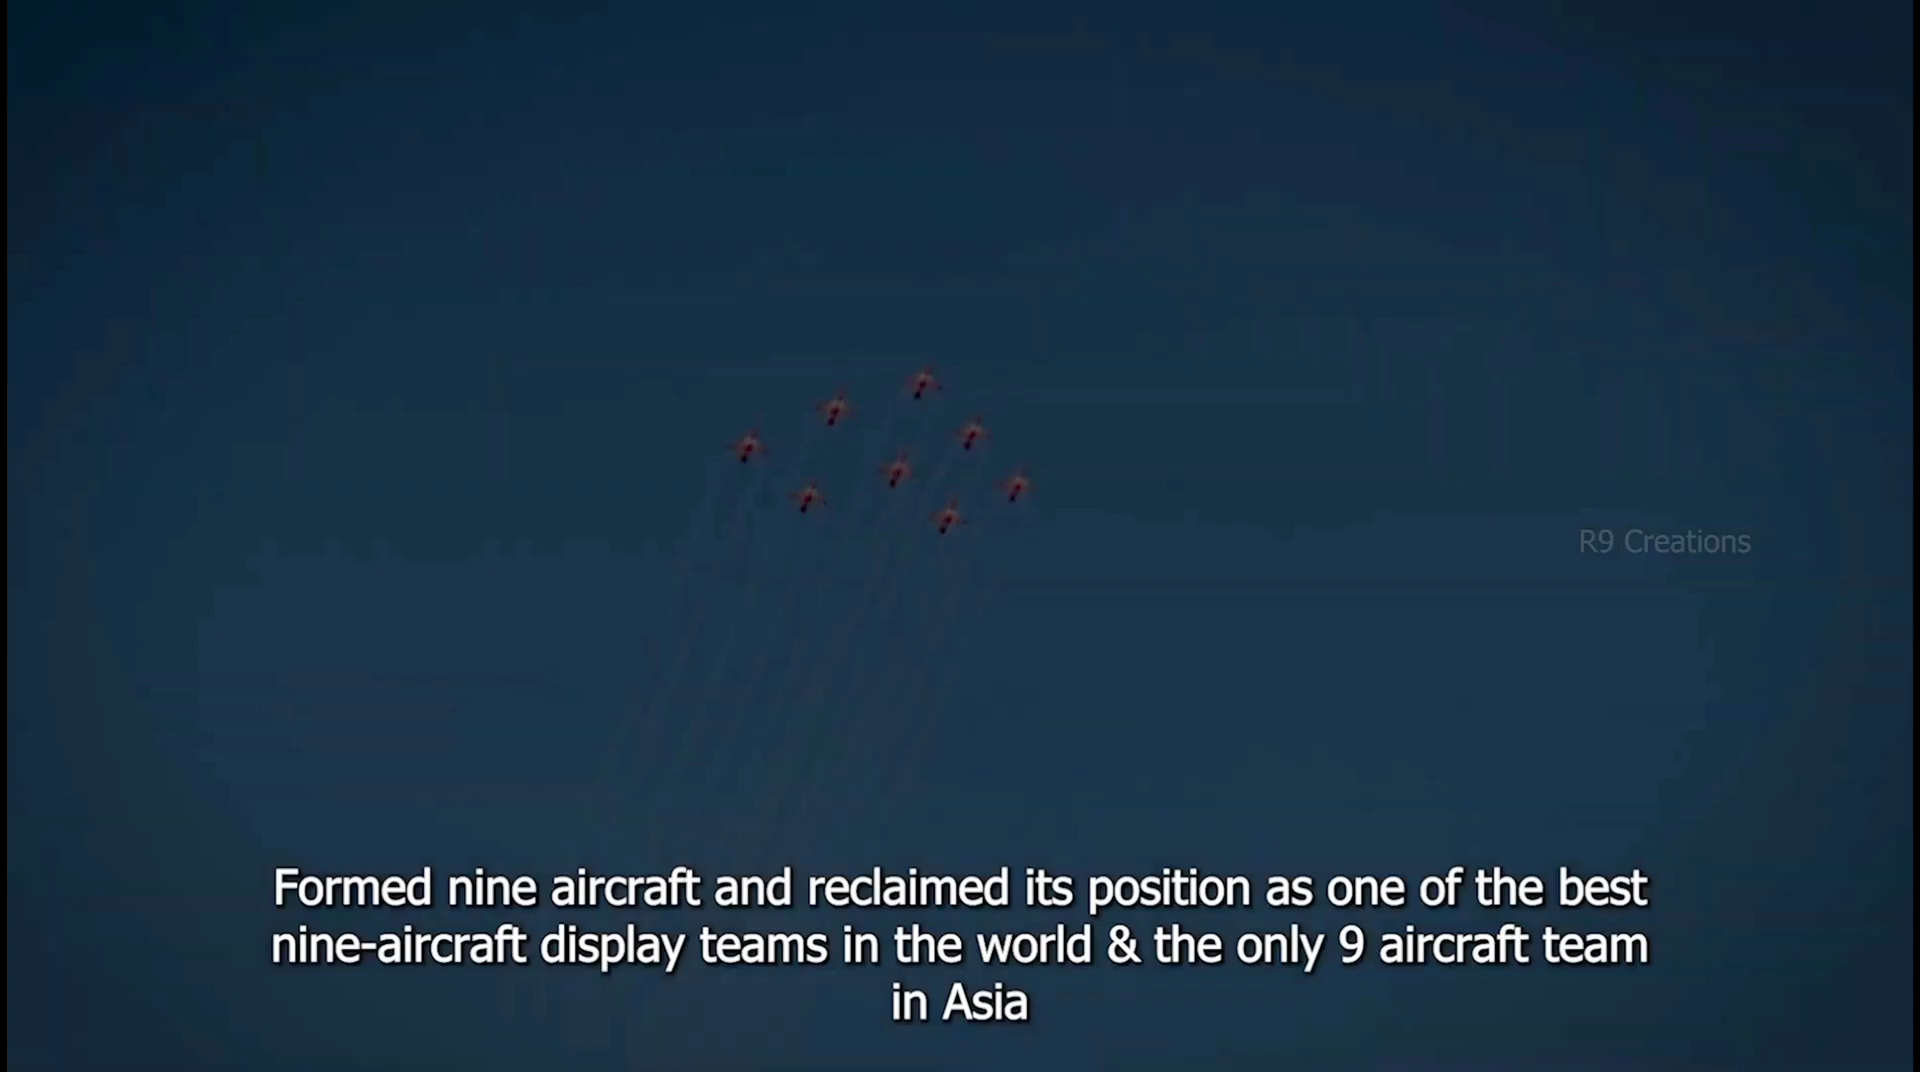 R9 Creations
Formed nine aircraft and reclaimed its position as one of the best
nine-aircraft display teams in the world & the only 9 aircraft team
in Asia